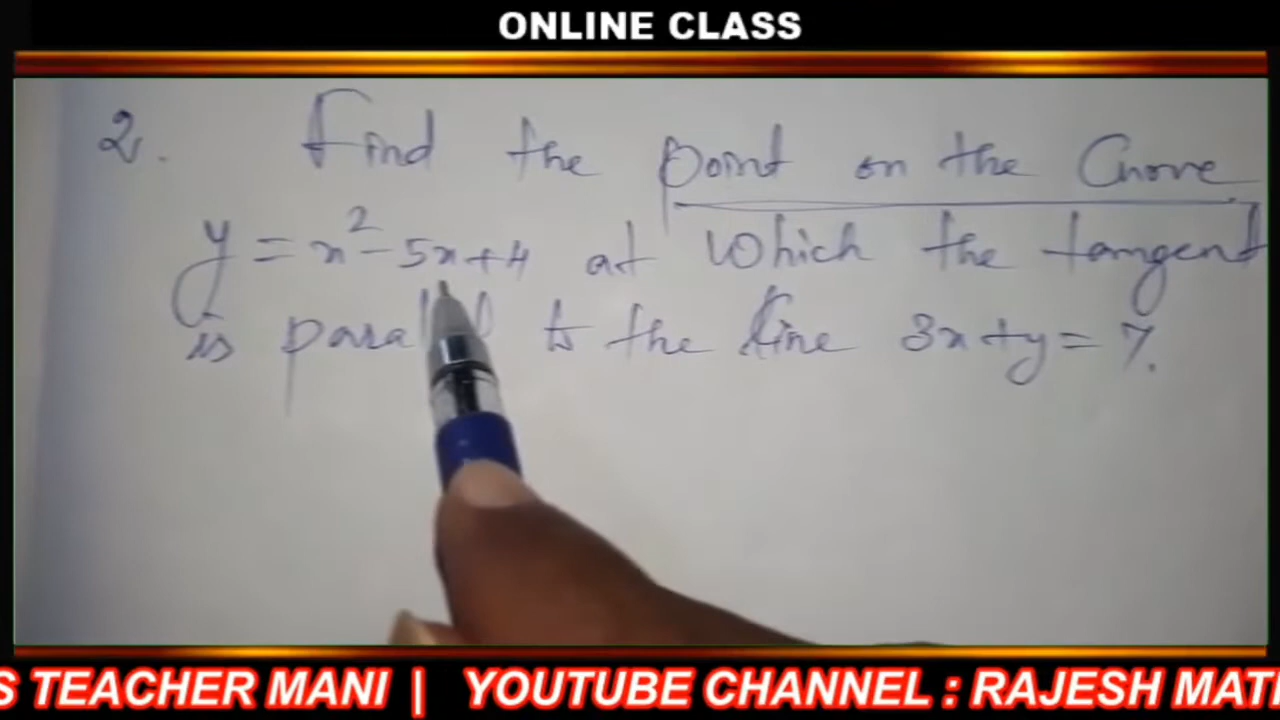 ONLINE CLASS
2. Find the point on the Curve
y = x² - 5x + 4 at which the tangent
is parallel to the line 3x + y = 7.
S TEACHER MANI | YOUTUBE CHANNEL : RAJESH MAT